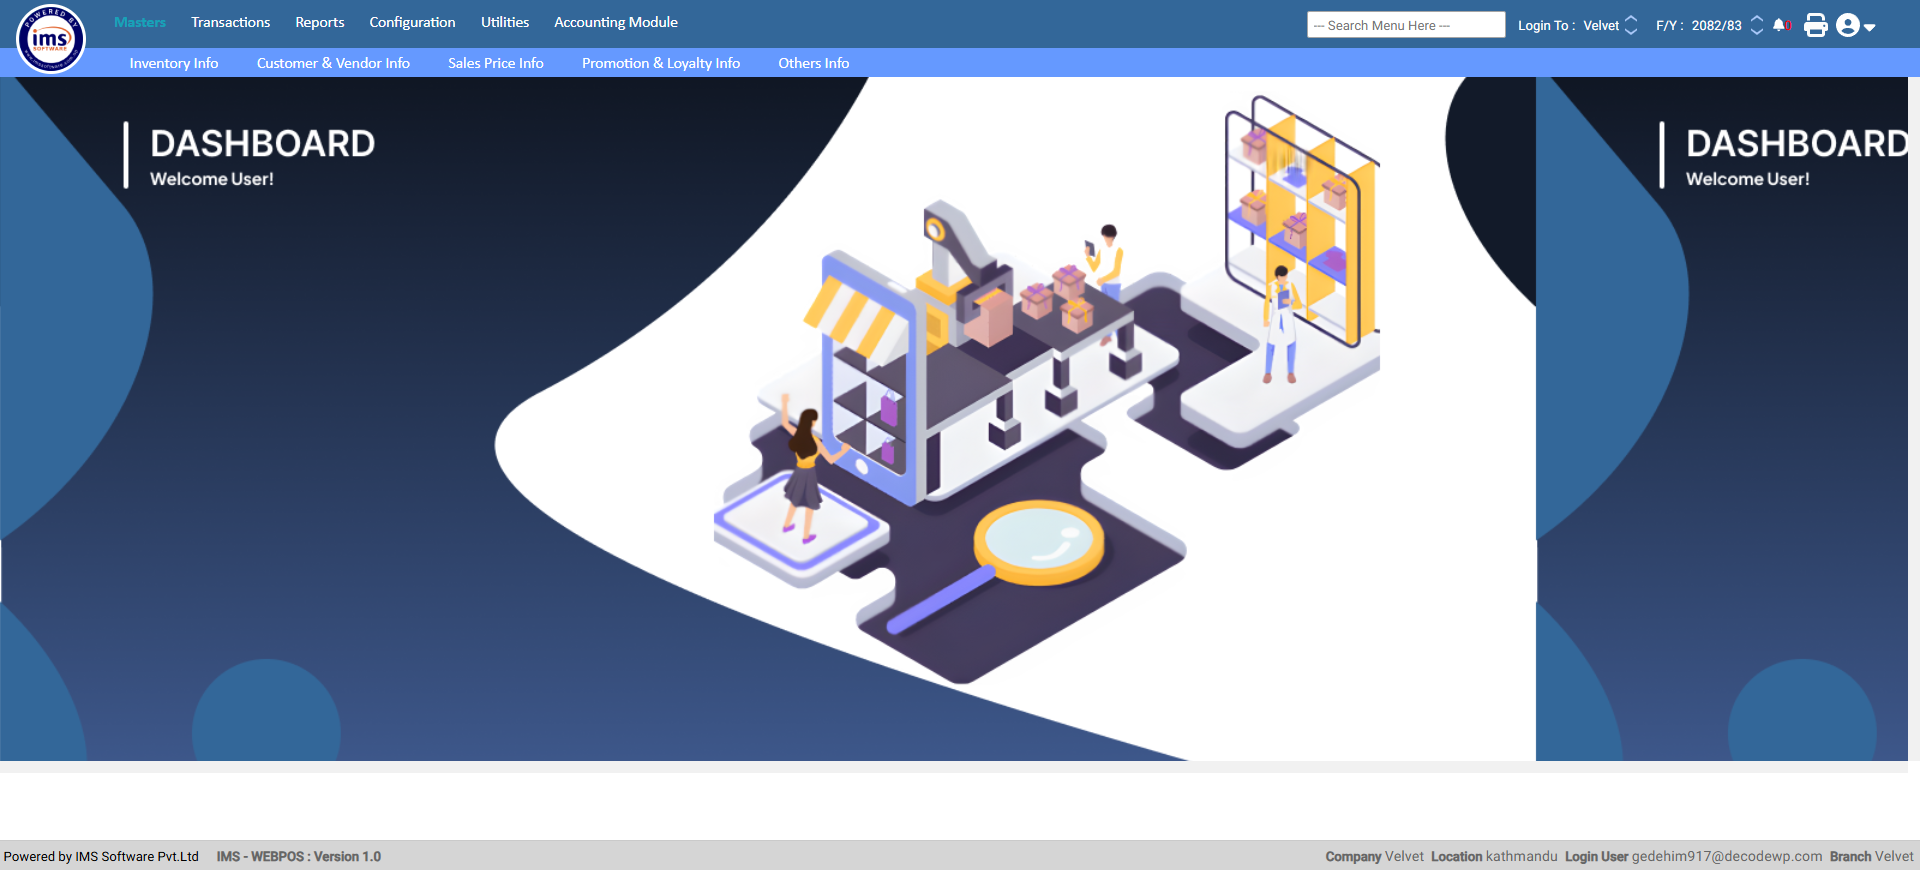 POWERED BY
ims
SOFTWARE
Masters Transactions Reports Configuration Utilities Accounting Module
--- Search Menu Here --- Login To : Velvet F/Y : 2082/83 0
Inventory Info Customer & Vendor Info Sales Price Info Promotion & Loyalty Info Others Info
DASHBOARD
Welcome User!
DASHBOARD
Welcome User!
Powered by IMS Software Pvt.Ltd IMS - WEBPOS : Version 1.0
Company Velvet Location kathmandu Login User gedehim917@decodewp.com Branch Velvet